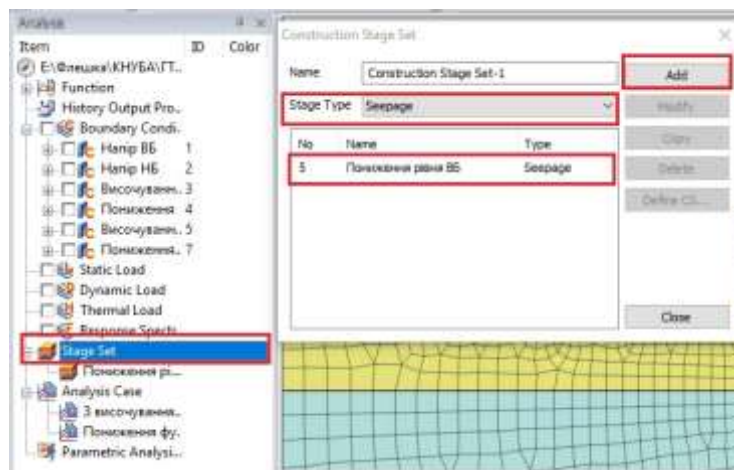 Analysis
Item ID Color
E:\Флешка\КНУБА\ГТ...
Function
History Output Pro..
Boundary Condi..
Напір ВБ 1
Напір НБ 2
Височуванн.. 3
Пониження 4
Височуванн.. 5
Пониження.. 7
Static Load
Dynamic Load
Thermal Load
Response Spectr
Stage Set
Пониження рі...
Analysis Case
З височування..
Пониження фу..
Parametric Analysi...
Construction Stage Set
Name Construction Stage Set-1 Add
Stage Type Seepage Modify
Copy
No Name Type
5 Пониження рівня ВБ Seepage Delete
Define CS...
Close